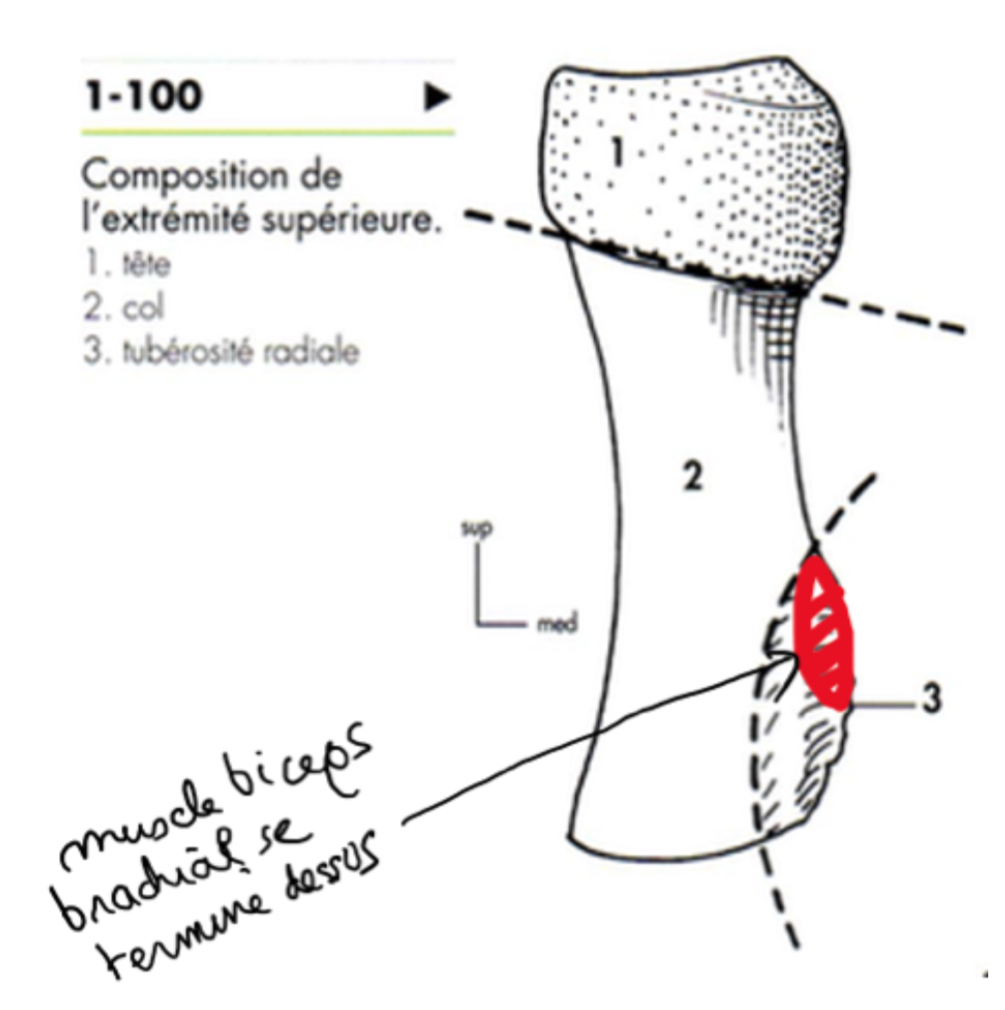 1-100
Composition de
l'extrémité supérieure.
1. tête
2. col
3. tubérosité radiale
1
2
sup
med
3
muscle biceps
brachial se
termine dessus